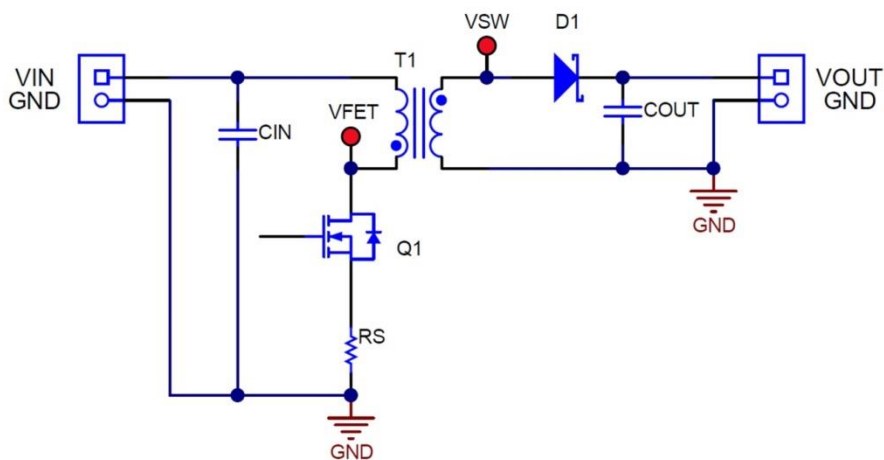 VSW
D1
T1
VIN
GND
VFET
CIN
COUT
VOUT
GND
GND
Q1
RS
GND